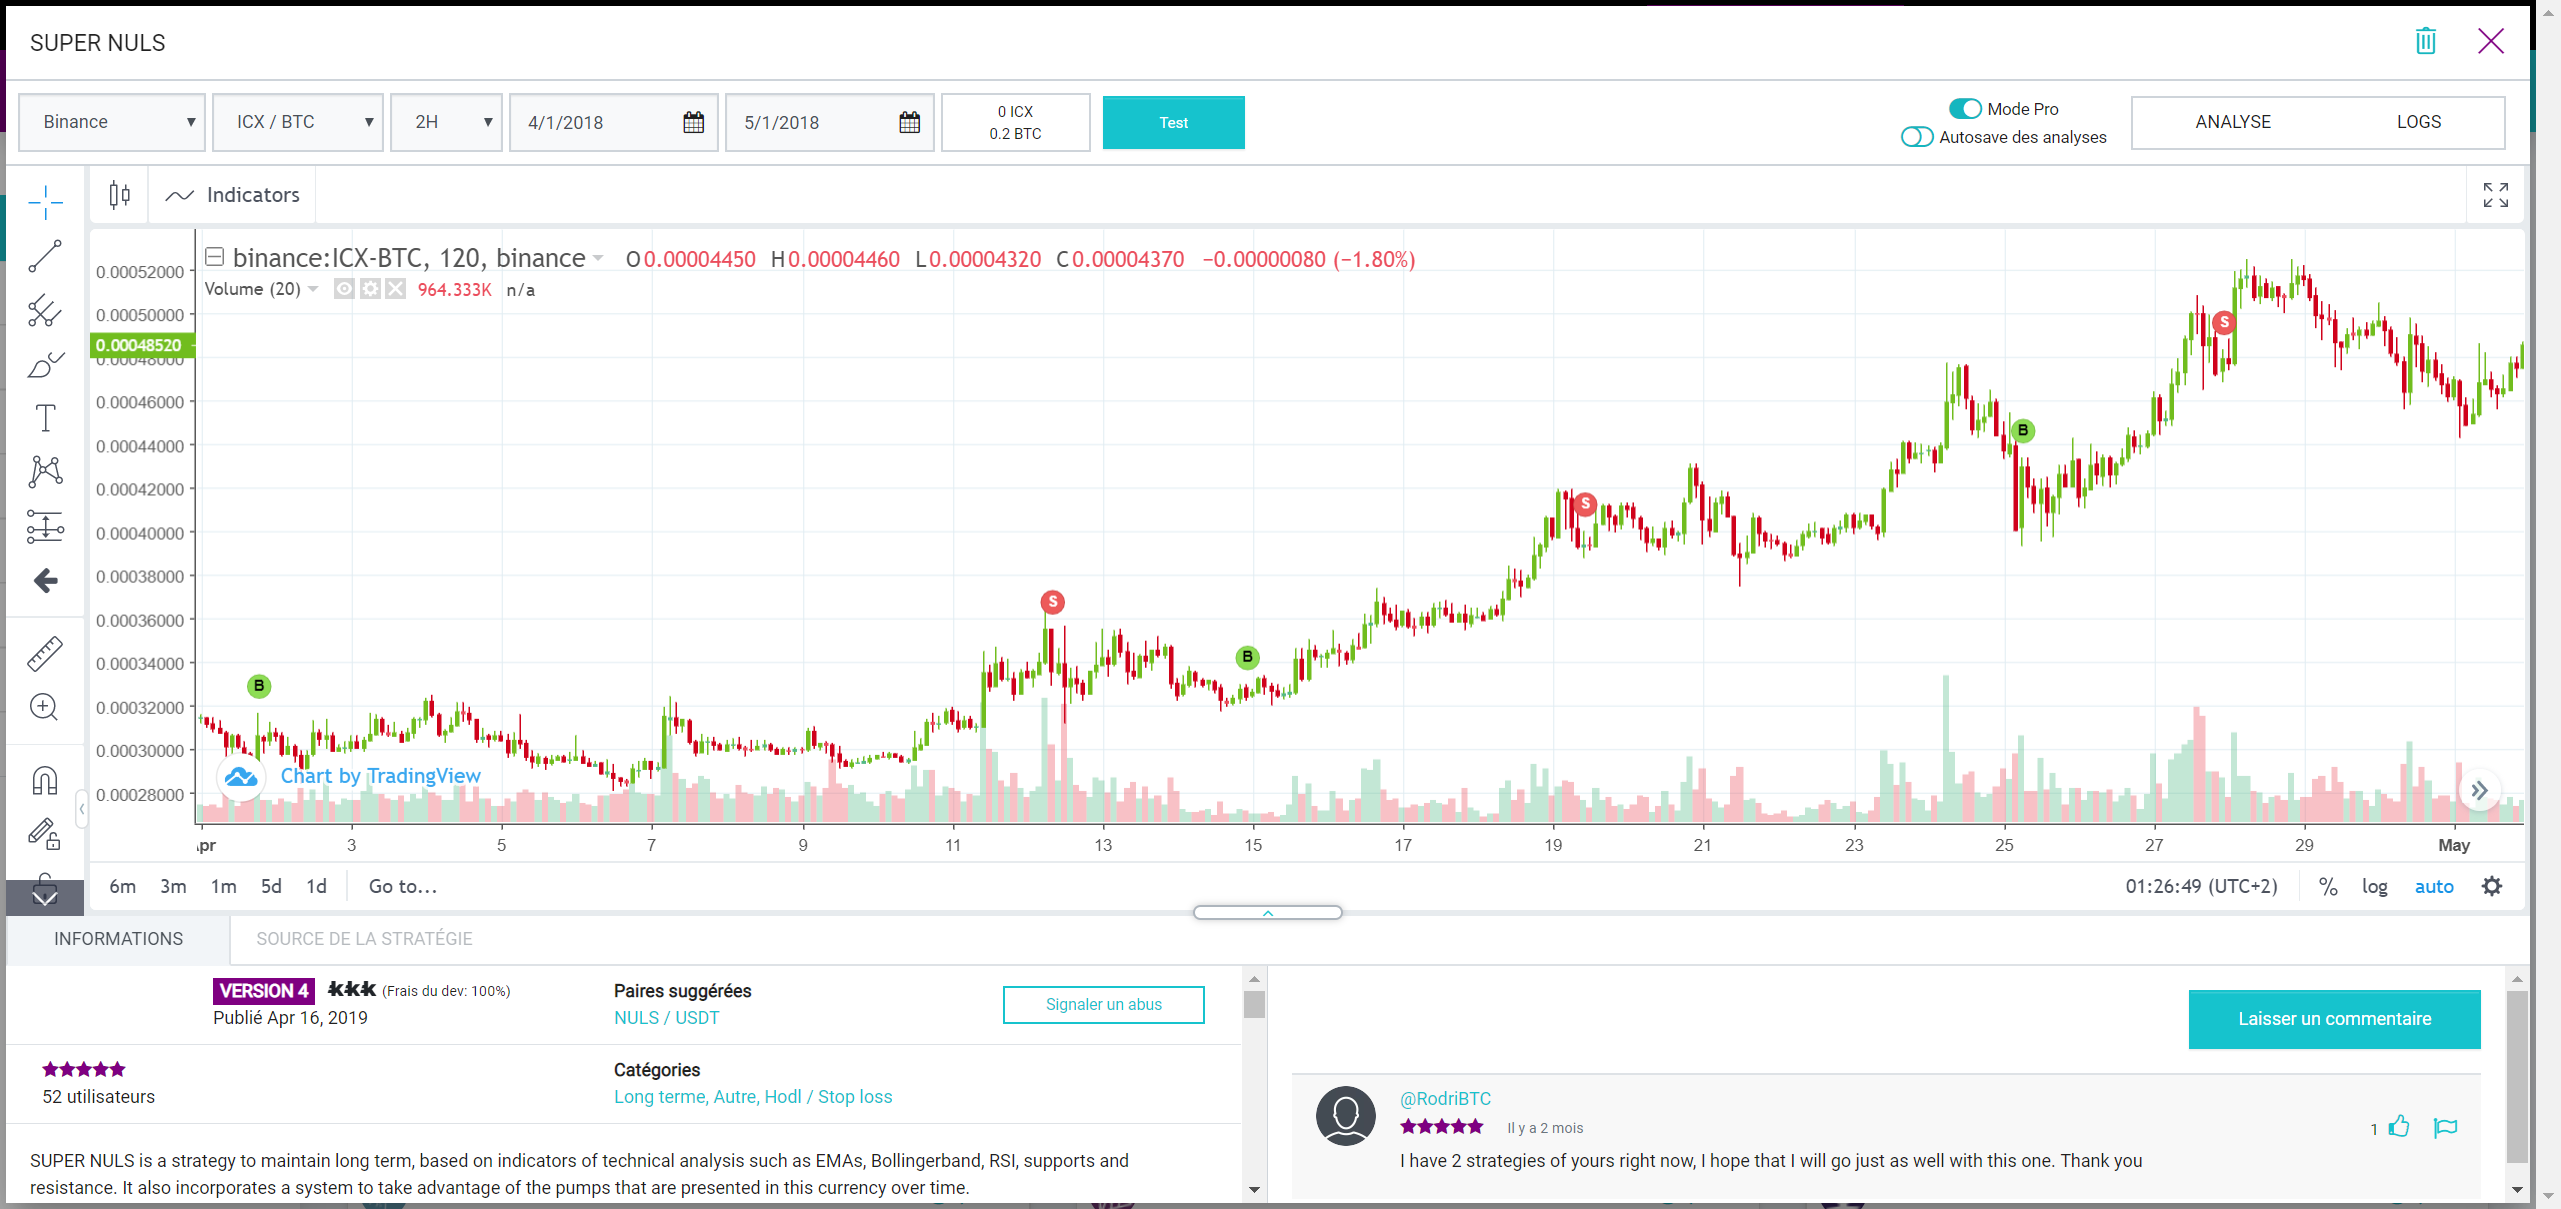 SUPER NULS
Binance ICX / BTC 2H 4/1/2018 5/1/2018 0 ICX
0.2 BTC
Test
Mode Pro
Autosave des analyses
ANALYSE LOGS
Indicators
binance:ICX-BTC, 120, binance O0.00004450 H0.00004460 L0.00004320 C0.00004370 −0.00000080 (−1.80%)
Volume (20) 964.333K n/a
0.00052000
0.00050000
0.00048520
0.00048000
0.00046000
0.00044000
0.00042000
0.00040000
0.00038000
0.00036000
0.00034000
0.00032000
0.00030000
0.00028000
B
S
B
S
B
S
Chart by TradingView
Apr 3 5 7 9 11 13 15 17 19 21 23 25 27 29 May
6m 3m 1m 5d 1d Go to... 01:26:49 (UTC+2) % log auto
INFORMATIONS SOURCE DE LA STRATÉGIE
VERSION 4 kkk (Frais du dev: 100%)
Publié Apr 16, 2019
Paires suggérées
NULS / USDT
Signaler un abus
52 utilisateurs
Catégories
Long terme, Autre, Hodl / Stop loss
SUPER NULS is a strategy to maintain long term, based on indicators of technical analysis such as EMAs, Bollingerband, RSI, supports and
resistance. It also incorporates a system to take advantage of the pumps that are presented in this currency over time.
Laisser un commentaire
@RodriBTC
Il y a 2 mois
1
I have 2 strategies of yours right now, I hope that I will go just as well with this one. Thank you